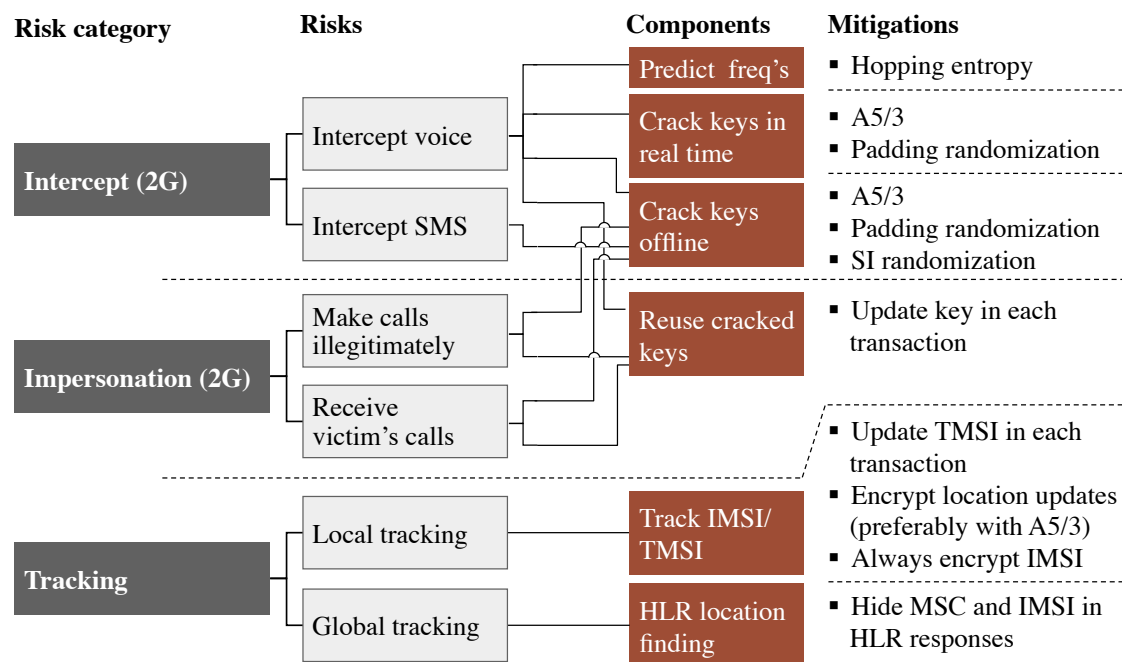 Risk category
Risks
Components
Mitigations
Intercept (2G)
Intercept voice
Intercept SMS
Predict freq’s
Crack keys in
real time
Crack keys
offline
▪ Hopping entropy
▪ A5/3
▪ Padding randomization
▪ A5/3
▪ Padding randomization
▪ SI randomization
Impersonation (2G)
Make calls
illegitimately
Receive
victim’s calls
Reuse cracked
keys
▪ Update key in each
transaction
Tracking
Local tracking
Global tracking
Track IMSI/
TMSI
HLR location
finding
▪ Update TMSI in each
transaction
▪ Encrypt location updates
(preferably with A5/3)
▪ Always encrypt IMSI
▪ Hide MSC and IMSI in
HLR responses